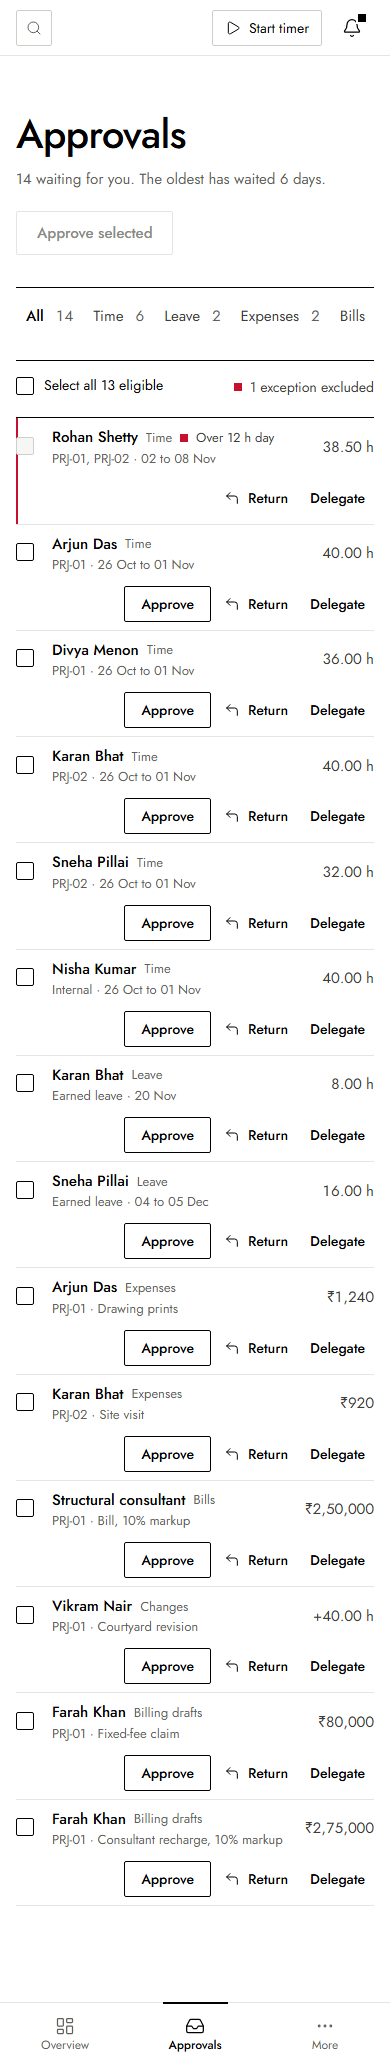 Start timer
Approvals
14 waiting for you. The oldest has waited 6 days.
Approve selected
All 14 Time 6 Leave 2 Expenses 2 Bills
Select all 13 eligible 1 exception excluded
Rohan Shetty Time Over 12 h day 38.50 h
PRJ-01, PRJ-02 · 02 to 08 Nov
Return Delegate
Arjun Das Time 40.00 h
PRJ-01 · 26 Oct to 01 Nov
Approve Return Delegate
Divya Menon Time 36.00 h
PRJ-01 · 26 Oct to 01 Nov
Approve Return Delegate
Karan Bhat Time 40.00 h
PRJ-02 · 26 Oct to 01 Nov
Approve Return Delegate
Sneha Pillai Time 32.00 h
PRJ-02 · 26 Oct to 01 Nov
Approve Return Delegate
Nisha Kumar Time 40.00 h
Internal · 26 Oct to 01 Nov
Approve Return Delegate
Karan Bhat Leave 8.00 h
Earned leave · 20 Nov
Approve Return Delegate
Sneha Pillai Leave 16.00 h
Earned leave · 04 to 05 Dec
Approve Return Delegate
Arjun Das Expenses ₹1,240
PRJ-01 · Drawing prints
Approve Return Delegate
Karan Bhat Expenses ₹920
PRJ-02 · Site visit
Approve Return Delegate
Structural consultant Bills ₹2,50,000
PRJ-01 · Bill, 10% markup
Approve Return Delegate
Vikram Nair Changes +40.00 h
PRJ-01 · Courtyard revision
Approve Return Delegate
Farah Khan Billing drafts ₹80,000
PRJ-01 · Fixed-fee claim
Approve Return Delegate
Farah Khan Billing drafts ₹2,75,000
PRJ-01 · Consultant recharge, 10% markup
Approve Return Delegate
Overview Approvals More